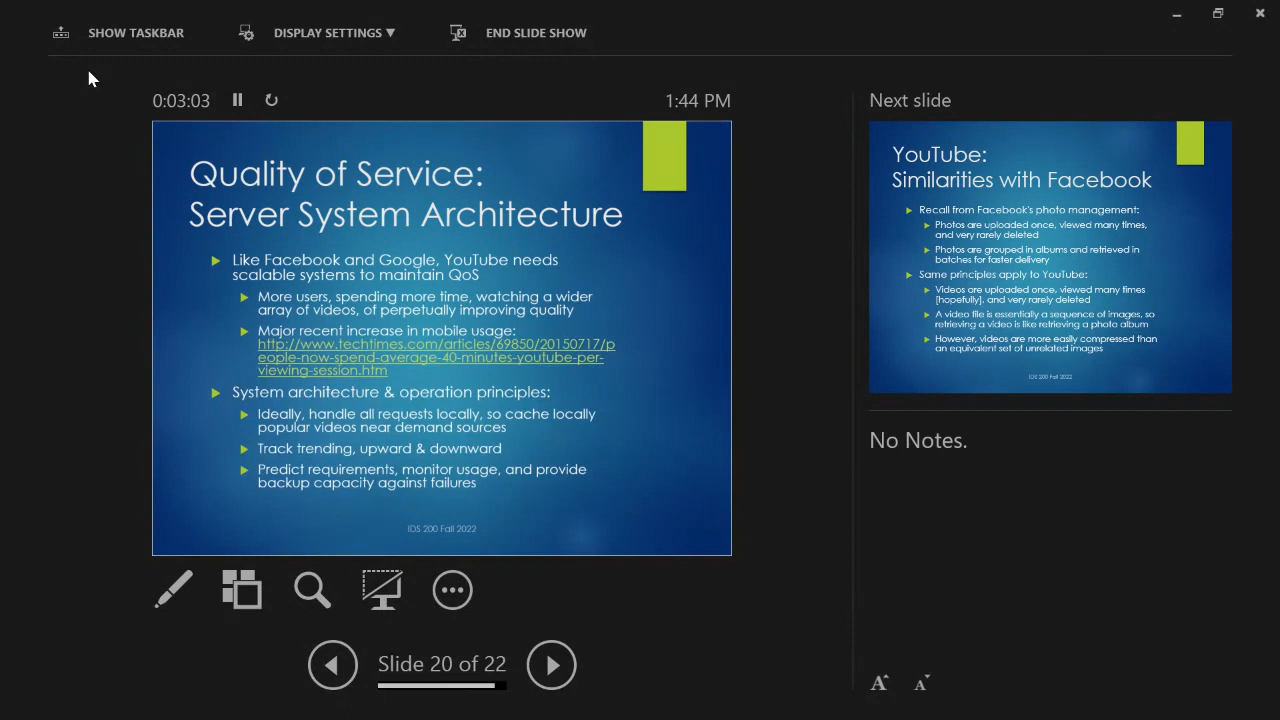 SHOW TASKBAR
DISPLAY SETTINGS ▼
END SLIDE SHOW
0:03:03
1:44 PM
Quality of Service:
Server System Architecture
Like Facebook and Google, YouTube needs
scalable systems to maintain QoS
More users, spending more time, watching a wider
array of videos, of perpetually improving quality
Major recent increase in mobile usage:
http://www.techtimes.com/articles/69850/20150717/p
eople-now-spend-average-40-minutes-youtube-per-
viewing-session.htm
System architecture & operation principles:
Ideally, handle all requests locally, so cache locally
popular videos near demand sources
Track trending, upward & downward
Predict requirements, monitor usage, and provide
backup capacity against failures
IDS 200 Fall 2022
Slide 20 of 22
Next slide
YouTube:
Similarities with Facebook
Recall from Facebook's photo management:
Photos are uploaded once, viewed many times,
and very rarely deleted
Photos are grouped in albums and retrieved in
batches for faster delivery
Same principles apply to YouTube:
Videos are uploaded once, viewed many times
[hopefully], and very rarely deleted
A video file is essentially a sequence of images, so
retrieving a video is like retrieving a photo album
However, videos are more easily compressed than
an equivalent set of unrelated images
IDS 200 Fall 2022
No Notes.
A A